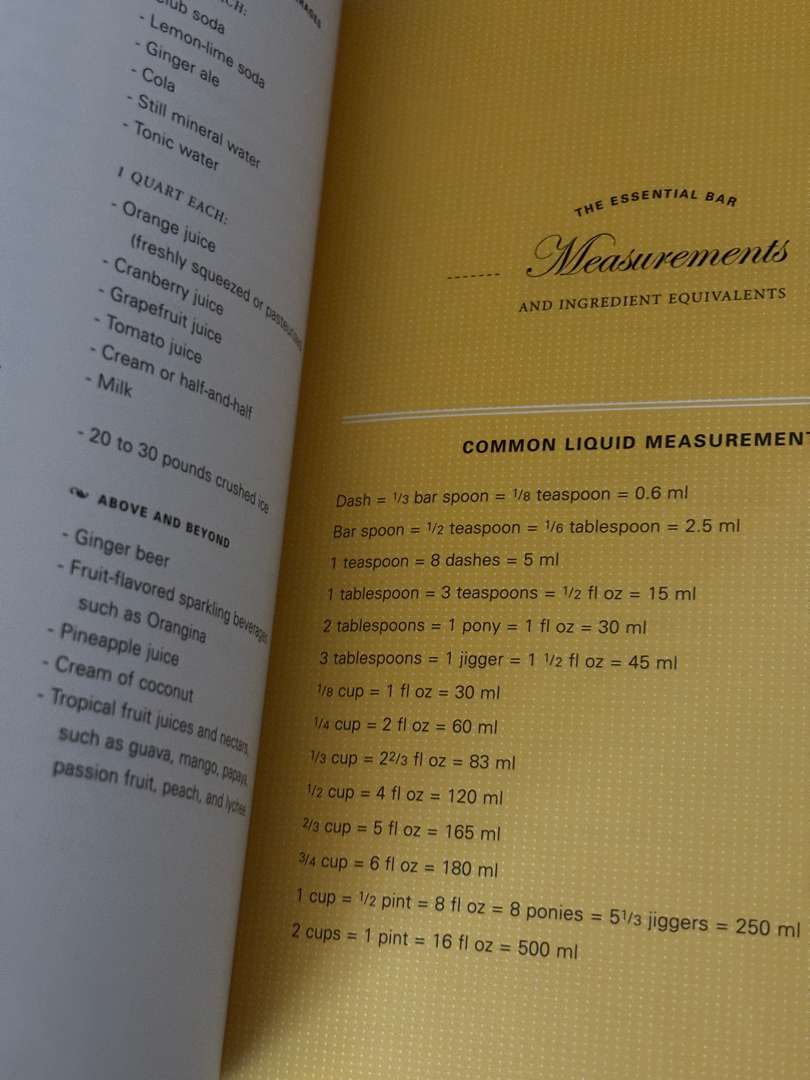 soda
- Lemon-lime soda
- Ginger ale
- Cola
- Still mineral water
- Tonic water
1 QUART EACH:
- Orange juice
(freshly squeezed or pasteurized)
- Cranberry juice
- Grapefruit juice
- Tomato juice
- Cream or half-and-half
- Milk
- 20 to 30 pounds crushed ice
ABOVE AND BEYOND
- Ginger beer
- Fruit-flavored sparkling beverages
such as Orangina
- Pineapple juice
- Cream of coconut
- Tropical fruit juices and nectars,
such as guava, mango, papaya,
passion fruit, peach, and lychee
THE ESSENTIAL BAR
Measurements
AND INGREDIENT EQUIVALENTS
COMMON LIQUID MEASUREMENT
Dash = 1/3 bar spoon = 1/8 teaspoon = 0.6 ml
Bar spoon = 1/2 teaspoon = 1/6 tablespoon = 2.5 ml
1 teaspoon = 8 dashes = 5 ml
1 tablespoon = 3 teaspoons = 1/2 fl oz = 15 ml
2 tablespoons = 1 pony = 1 fl oz = 30 ml
3 tablespoons = 1 jigger = 1 1/2 fl oz = 45 ml
1/8 cup = 1 fl oz = 30 ml
1/4 cup = 2 fl oz = 60 ml
1/3 cup = 22/3 fl oz = 83 ml
1/2 cup = 4 fl oz = 120 ml
2/3 cup = 5 fl oz = 165 ml
3/4 cup = 6 fl oz = 180 ml
1 cup = 1/2 pint = 8 fl oz = 8 ponies = 51/3 jiggers = 250 ml
2 cups = 1 pint = 16 fl oz = 500 ml